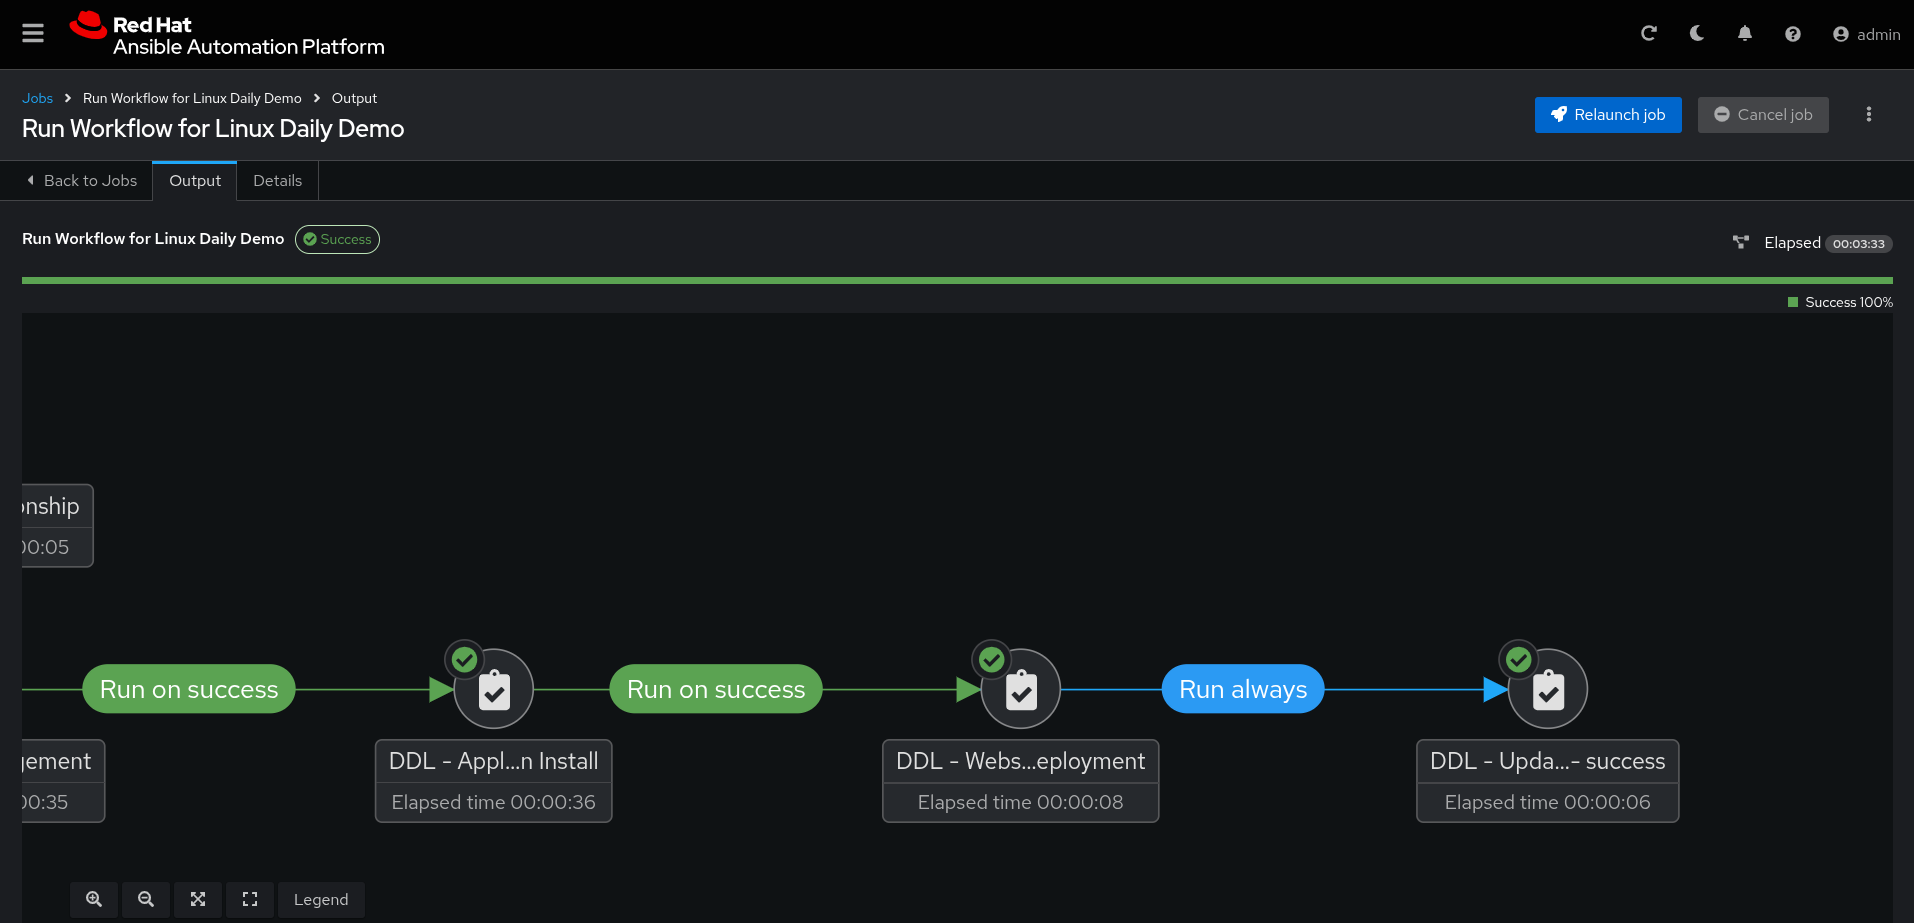 Red Hat
Ansible Automation Platform
admin
Jobs Run Workflow for Linux Daily Demo Output
Run Workflow for Linux Daily Demo
Relaunch job
Cancel job
Back to Jobs Output Details
Run Workflow for Linux Daily Demo Success
Elapsed 00:03:33
Success 100%
onship
00:05
Run on success Run on success Run always
gement DDL - Appl...n Install DDL - Webs...eployment DDL - Upda...- success
00:35 Elapsed time 00:00:36 Elapsed time 00:00:08 Elapsed time 00:00:06
Legend